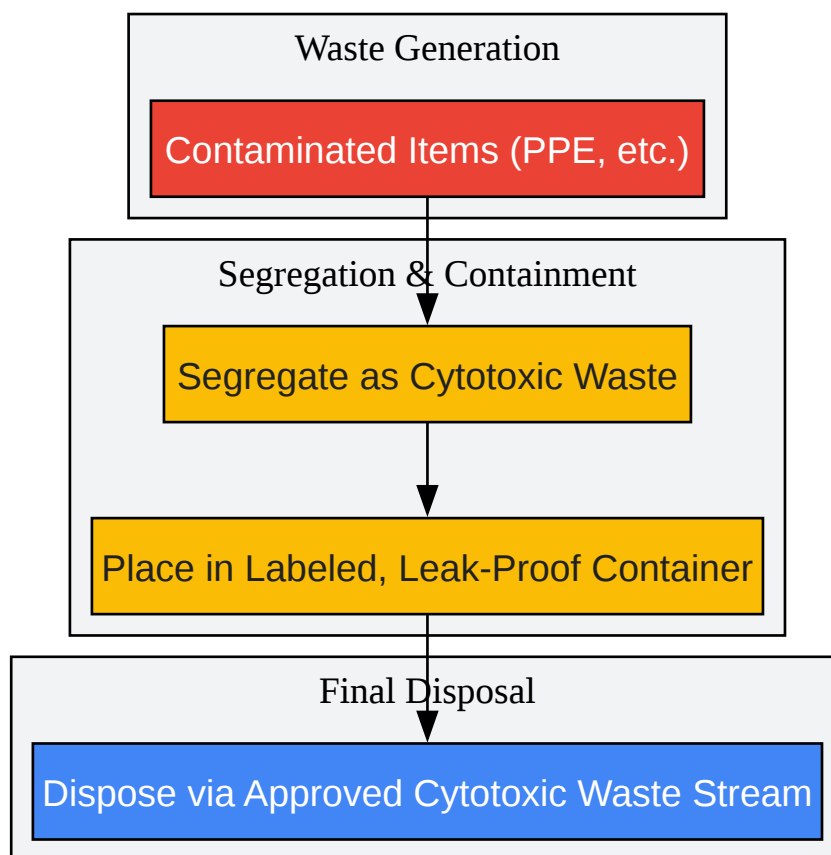 Waste Generation
Contaminated Items (PPE, etc.)
Segregation & Containment
Segregate as Cytotoxic Waste
Place in Labeled, Leak-Proof Container
Final Disposal
Dispose via Approved Cytotoxic Waste Stream